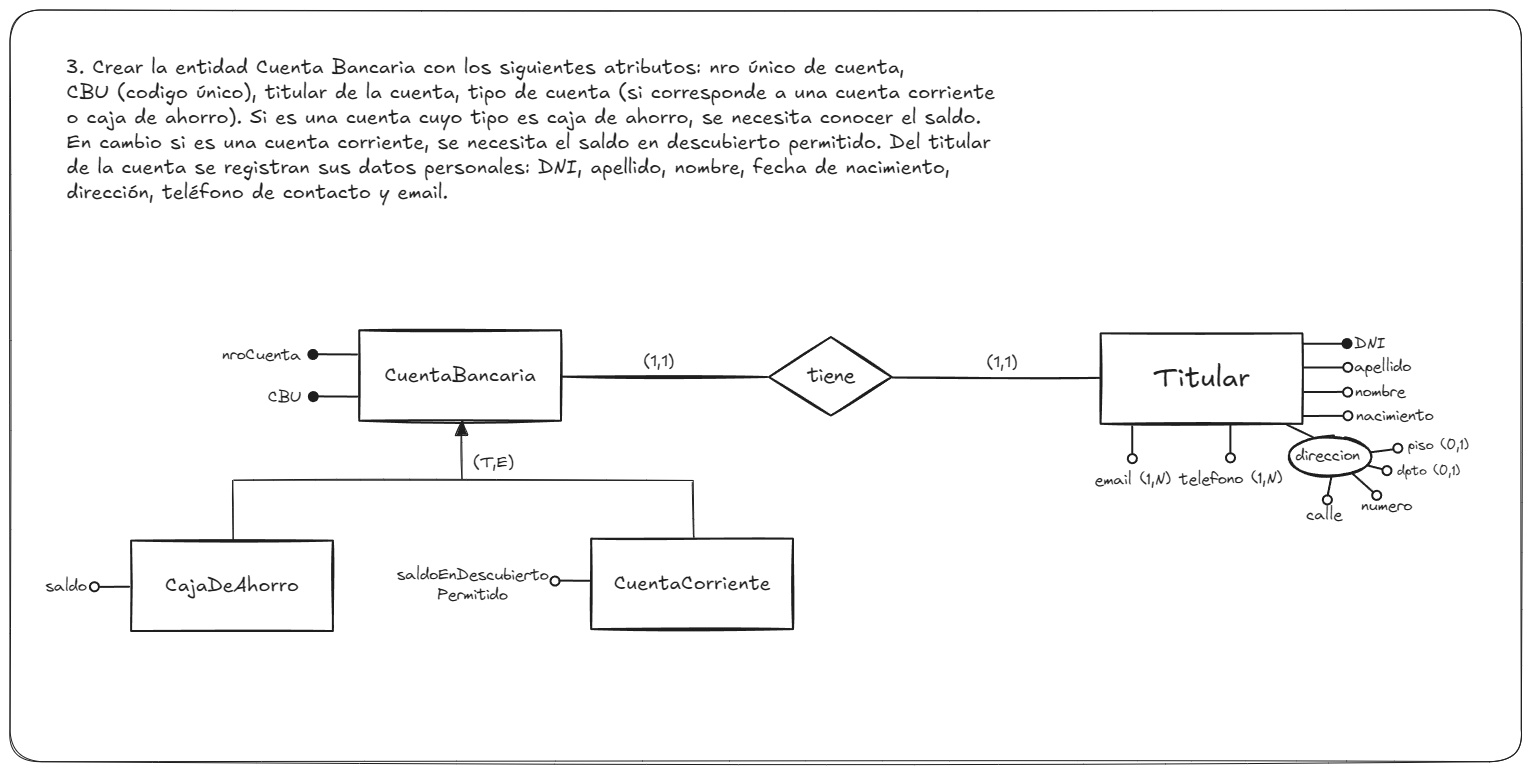 3. Crear la entidad Cuenta Bancaria con los siguientes atributos: nro único de cuenta,
CBU (codigo único), titular de la cuenta, tipo de cuenta (si corresponde a una cuenta corriente
o caja de ahorro). Si es una cuenta cuyo tipo es caja de ahorro, se necesita conocer el saldo.
En cambio si es una cuenta corriente, se necesita el saldo en descubierto permitido. Del titular
de la cuenta se registran sus datos personales: DNI, apellido, nombre, fecha de nacimiento,
dirección, teléfono de contacto y email.
nroCuenta
CBU
CuentaBancaria
(1,1)
tiene
(1,1)
Titular
DNI
apellido
nombre
nacimiento
direccion
piso (0,1)
dpto (0,1)
numero
calle
email (1,N)
telefono (1,N)
(T,E)
saldo
CajaDeAhorro
saldoEnDescubierto
Permitido
CuentaCorriente